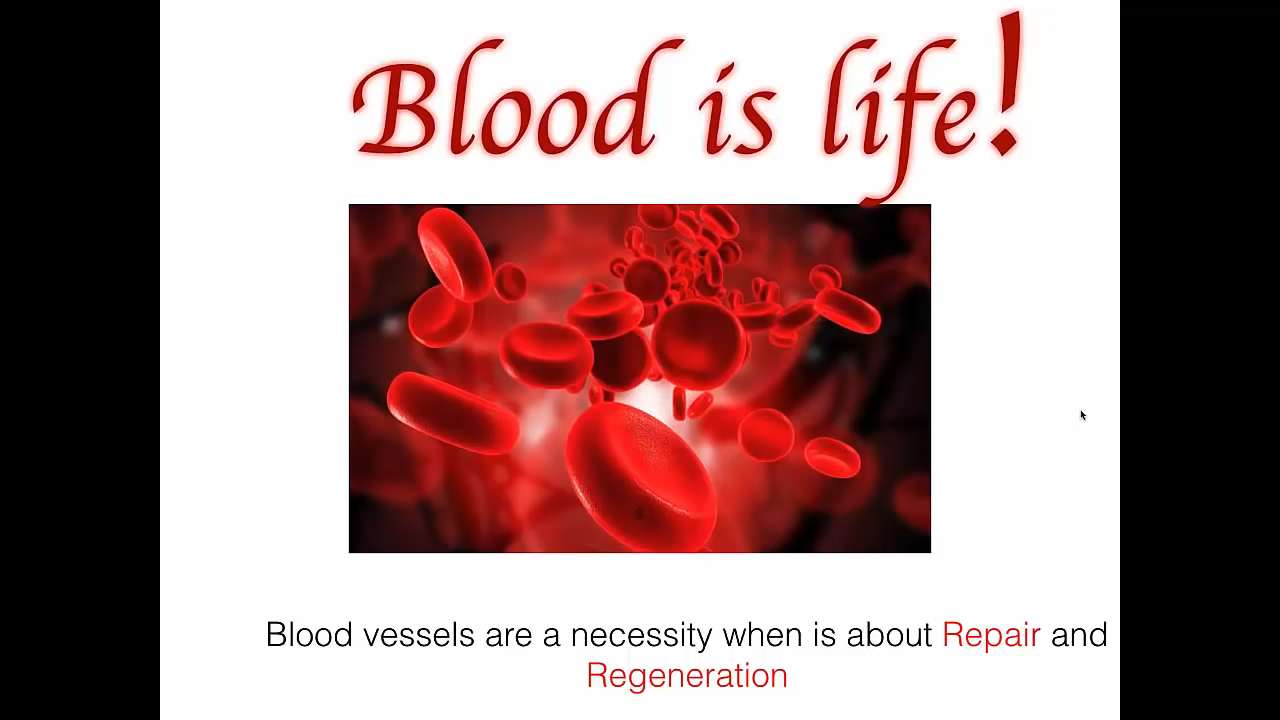 Blood is life!
Blood vessels are a necessity when is about Repair and
Regeneration